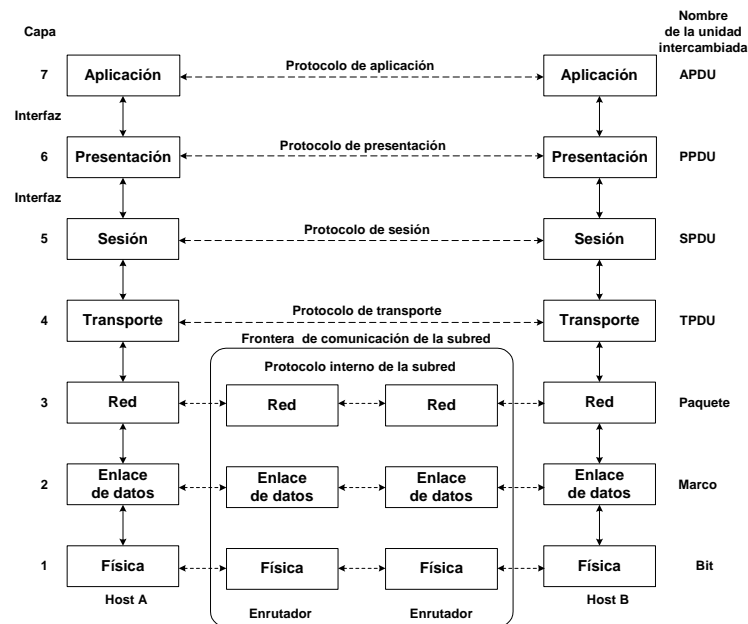 Capa
Nombre
de la unidad
intercambiada
7
Aplicación
Protocolo de aplicación
Aplicación
APDU
Interfaz
6
Presentación
Protocolo de presentación
Presentación
PPDU
Interfaz
5
Sesión
Protocolo de sesión
Sesión
SPDU
4
Transporte
Protocolo de transporte
Transporte
TPDU
Frontera de comunicación de la subred
Protocolo interno de la subred
3
Red
Red
Red
Red
Paquete
2
Enlace
de datos
Enlace
de datos
Enlace
de datos
Enlace
de datos
Marco
1
Física
Física
Física
Física
Bit
Host A
Enrutador
Enrutador
Host B